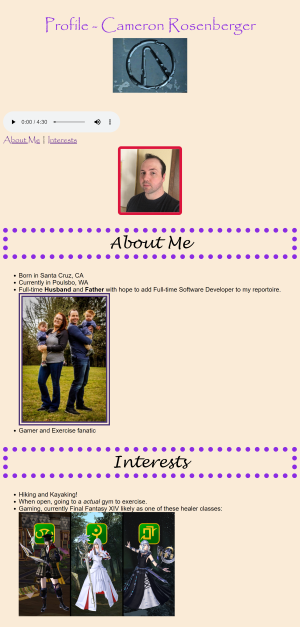 Profile - Cameron Rosenberger
0:00 / 4:30
About Me | Interests
About Me
Born in Santa Cruz, CA
Currently in Poulsbo, WA
Full-time Husband and Father with hope to add Full-time Software Developer to my reportoire.
Gamer and Exercise fanatic
Interests
Hiking and Kayaking!
When open, going to a actual gym to exercise.
Gaming, currently Final Fantasy XIV likely as one of these healer classes: